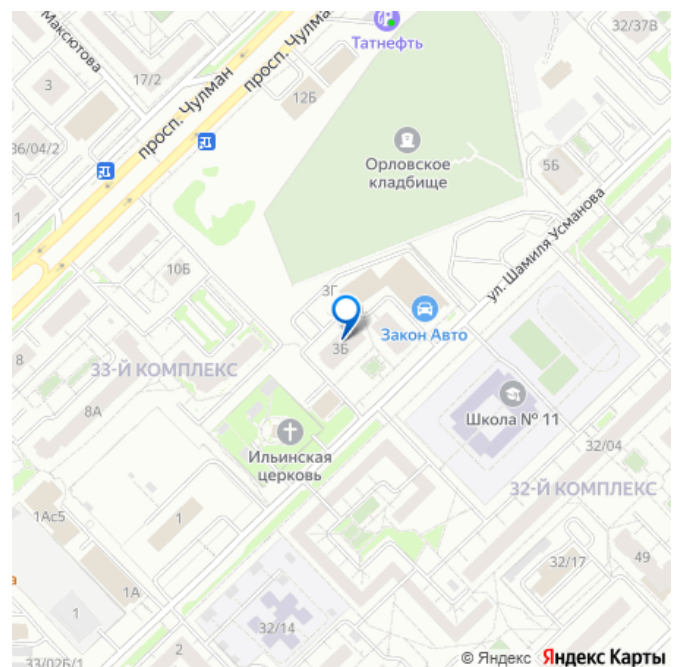 Максютова
17/2
просп. Чулман
просп. Чулма
Татнефть
32/37В
3
12Б
36/04/2
Орловское
кладбище
5Б
1
ул. Шамиля Усманова
10Б
3Г
Закон Авто
3Б
8
33-Й КОМПЛЕКС
8А
Школа № 11
Ильинская
церковь
32/04
32-Й КОМПЛЕКС
1Ас5
1
49
32/17
а
1А
1
32/14
2
33/02Б/1
© Яндекс Яндекс Карты